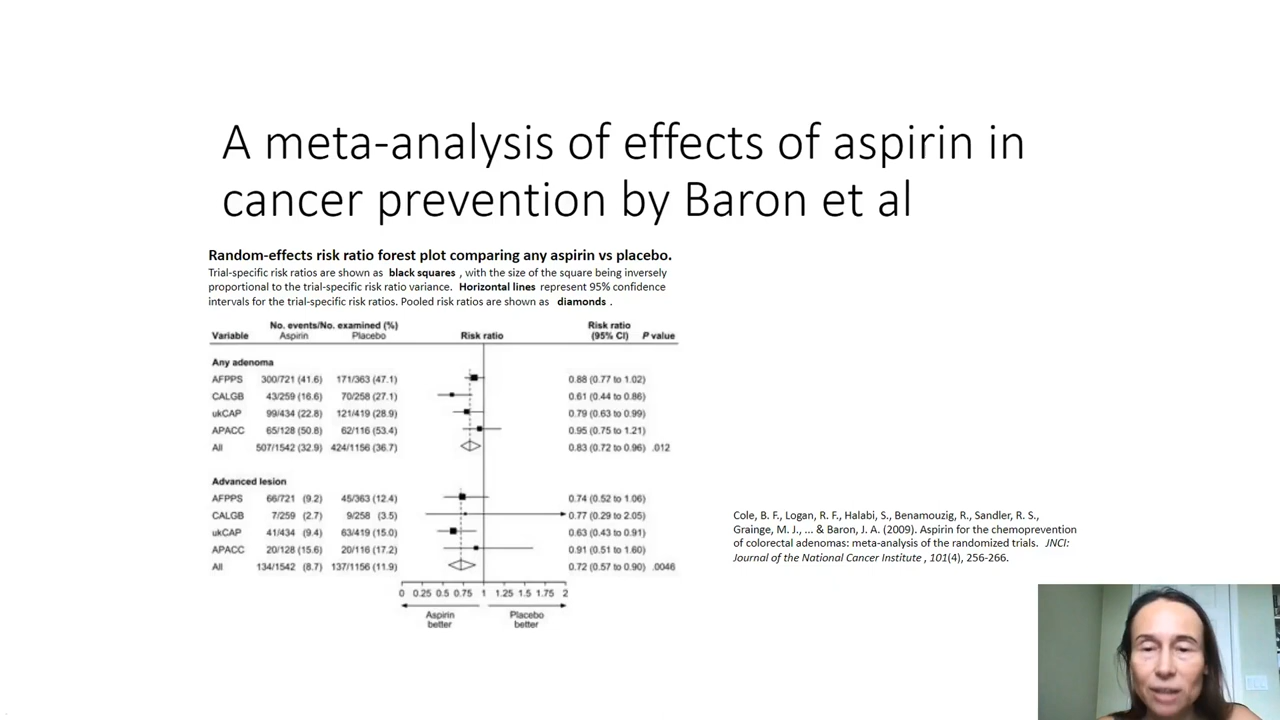 A meta-analysis of effects of aspirin in
cancer prevention by Baron et al
Random-effects risk ratio forest plot comparing any aspirin vs placebo.
Trial-specific risk ratios are shown as black squares , with the size of the square being inversely
proportional to the trial-specific risk ratio variance. Horizontal lines represent 95% confidence
intervals for the trial-specific risk ratios. Pooled risk ratios are shown as diamonds .
No. events/No. examined (%) Risk ratio
Variable Aspirin Placebo Risk ratio (95% CI) P value
Any adenoma
AFPPS 300/721 (41.6) 171/363 (47.1) 0.88 (0.77 to 1.02)
CALGB 43/259 (16.6) 70/258 (27.1) 0.61 (0.44 to 0.86)
ukCAP 99/434 (22.8) 121/419 (28.9) 0.79 (0.63 to 0.99)
APACC 65/128 (50.8) 62/116 (53.4) 0.95 (0.75 to 1.21)
All 507/1542 (32.9) 424/1156 (36.7) 0.83 (0.72 to 0.96) .012
Advanced lesion
AFPPS 66/721 (9.2) 45/363 (12.4) 0.74 (0.52 to 1.06)
CALGB 7/259 (2.7) 9/258 (3.5) 0.77 (0.29 to 2.05)
ukCAP 41/434 (9.4) 63/419 (15.0) 0.63 (0.43 to 0.91)
APACC 20/128 (15.6) 20/116 (17.2) 0.91 (0.51 to 1.60)
All 134/1542 (8.7) 137/1156 (11.9) 0.72 (0.57 to 0.90) .0046
0 0.25 0.5 0.75 1 1.25 1.5 1.75 2
Aspirin Placebo
better better
Cole, B. F., Logan, R. F., Halabi, S., Benamouzig, R., Sandler, R. S.,
Grainge, M. J., ... & Baron, J. A. (2009). Aspirin for the chemoprevention
of colorectal adenomas: meta-analysis of the randomized trials. JNCI:
Journal of the National Cancer Institute , 101(4), 256-266.